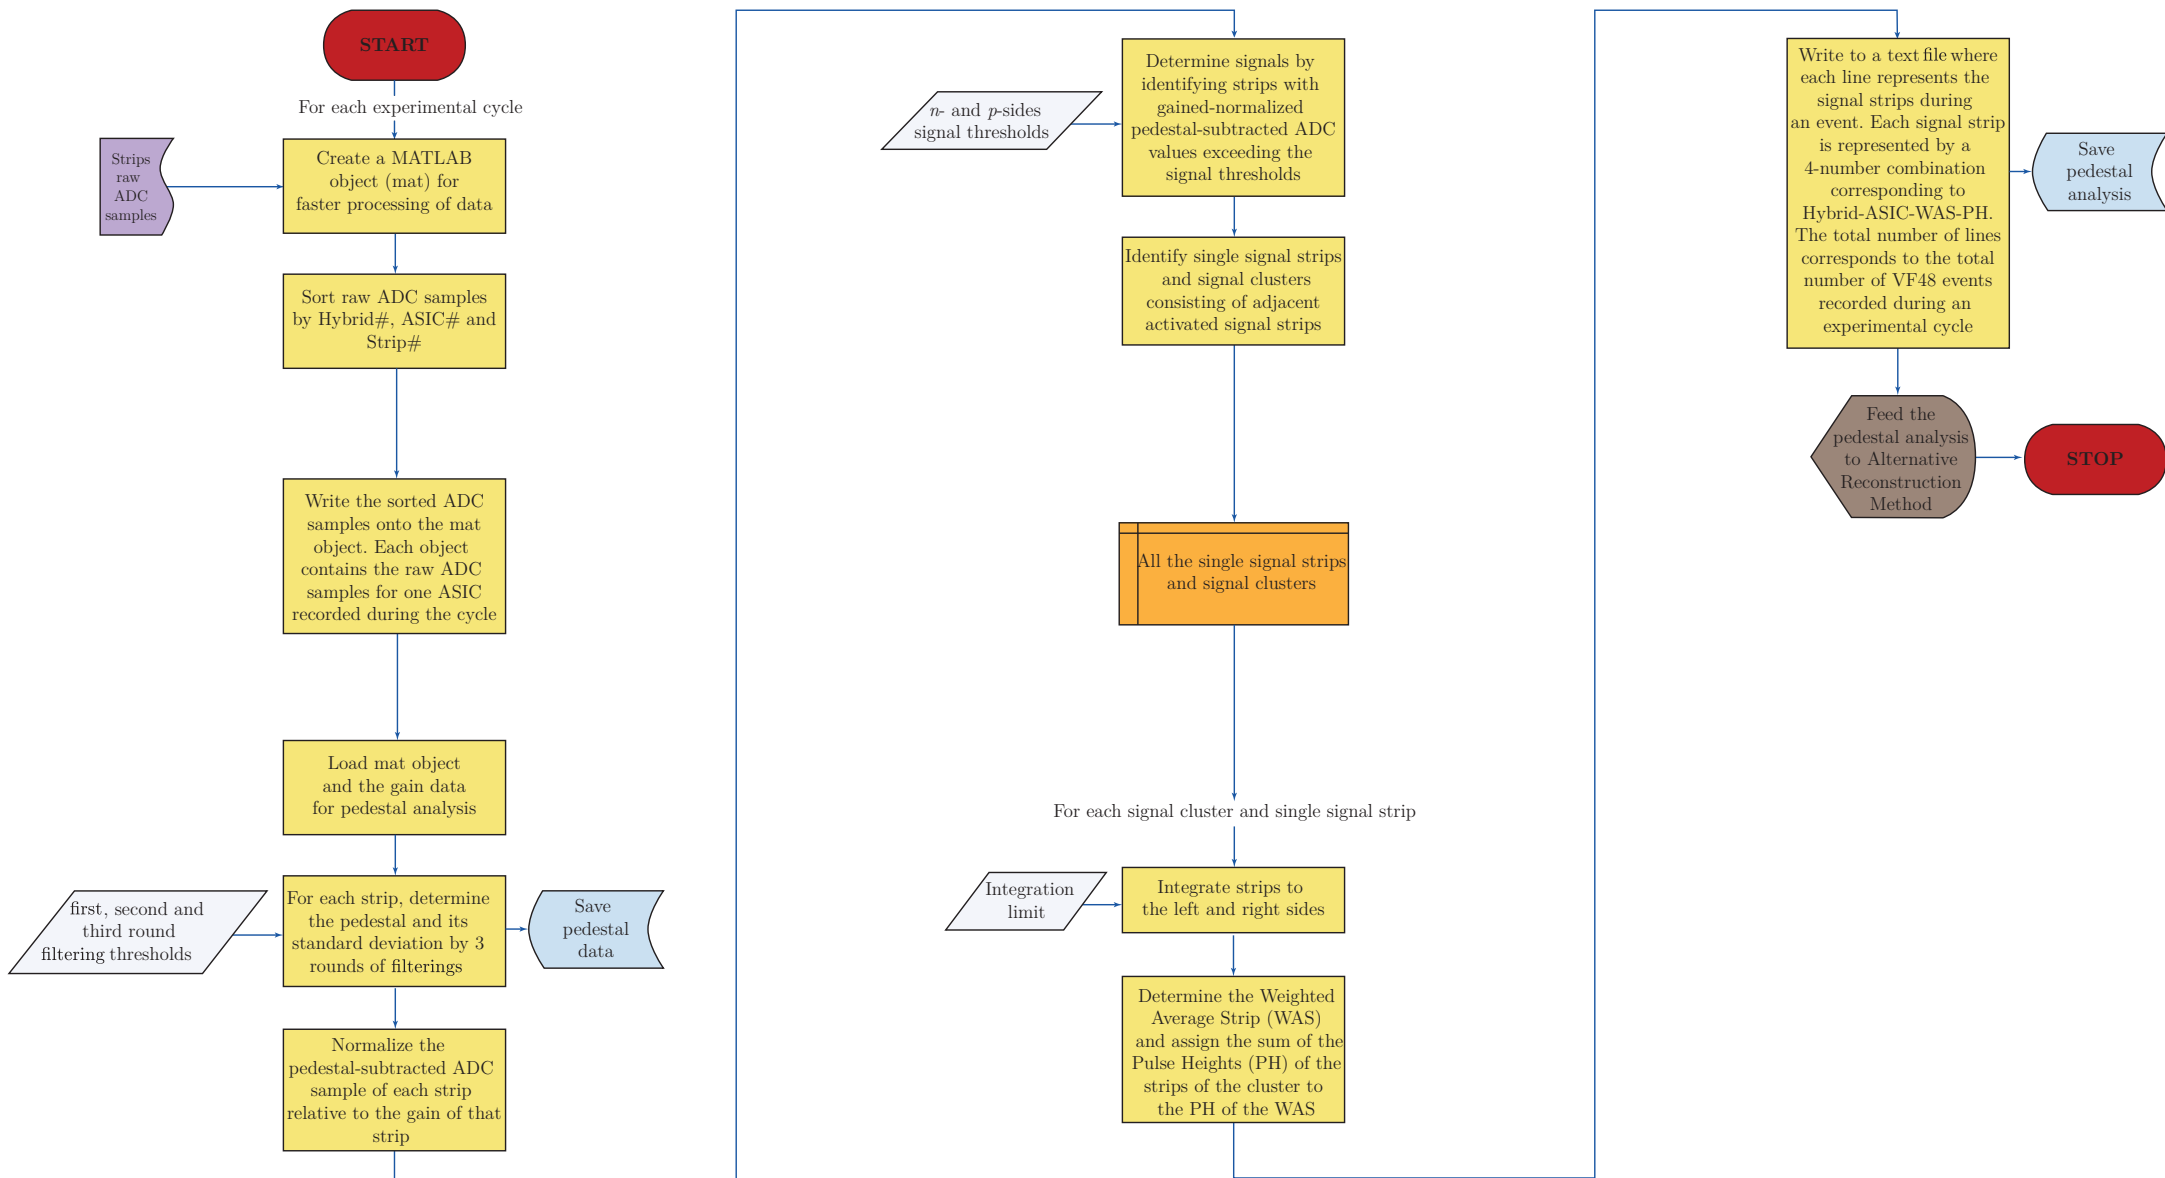 START
For each experimental cycle
Strips
raw
ADC
samples
Create a MATLAB
object (mat) for
faster processing of data
Sort raw ADC samples
by Hybrid#, ASIC# and
Strip#
Write the sorted ADC
samples onto the mat
object. Each object
contains the raw ADC
samples for one ASIC
recorded during the cycle
Load mat object
and the gain data
for pedestal analysis
first, second and
third round
filtering thresholds
For each strip, determine
the pedestal and its
standard deviation by 3
rounds of filterings
Save
pedestal
data
Normalize the
pedestal-subtracted ADC
sample of each strip
relative to the gain of that
strip
n- and p-sides
signal thresholds
Determine signals by
identifying strips with
gained-normalized
pedestal-subtracted ADC
values exceeding the
signal thresholds
Identify single signal strips
and signal clusters
consisting of adjacent
activated signal strips
All the single signal strips
and signal clusters
For each signal cluster and single signal strip
Integration
limit
Integrate strips to
the left and right sides
Determine the Weighted
Average Strip (WAS)
and assign the sum of the
Pulse Heights (PH) of the
strips of the cluster to
the PH of the WAS
Write to a text file where
each line represents the
signal strips during
an event. Each signal strip
is represented by a
4-number combination
corresponding to
Hybrid-ASIC-WAS-PH.
The total number of lines
corresponds to the total
number of VF48 events
recorded during an
experimental cycle
Save
pedestal
analysis
Feed the
pedestal analysis
to Alternative
Reconstruction
Method
STOP